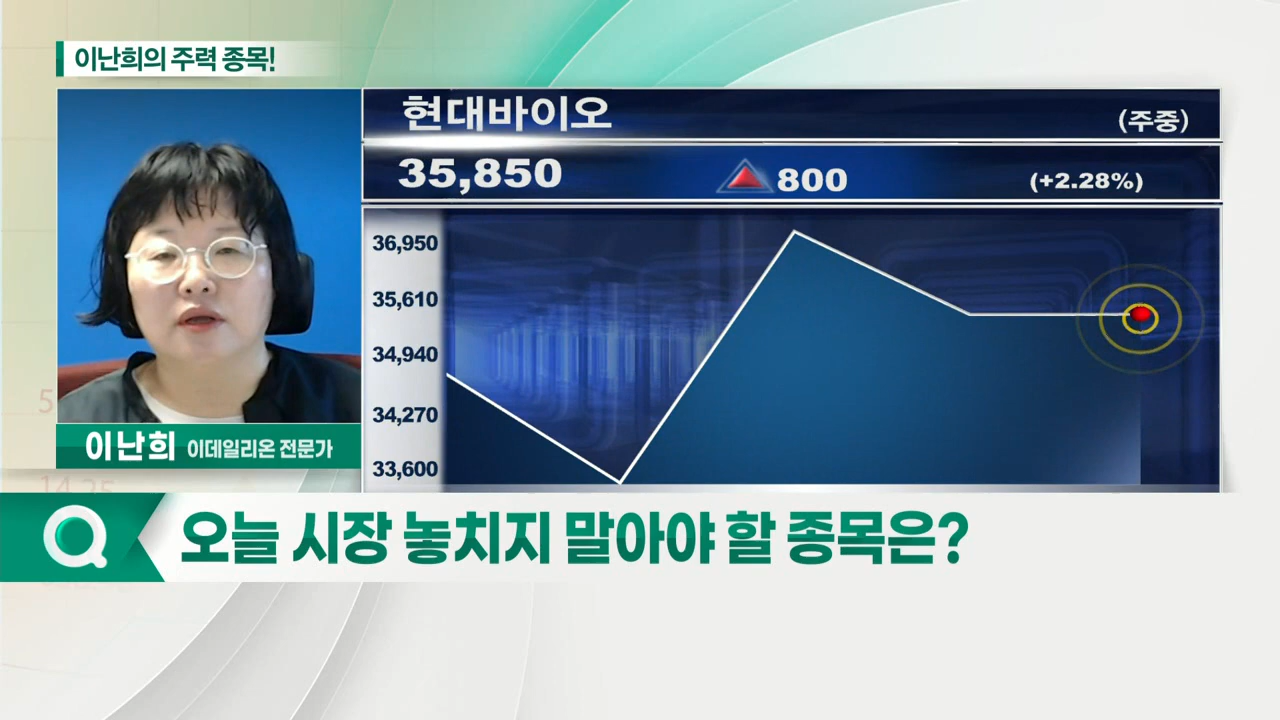 이난희의 주력 종목!
현대바이오
(주중)
35,850
800
(+2.28%)
36,950
35,610
34,940
34,270
33,600
이난희 이데일리온 전문가
Q 오늘 시장 놓치지 말아야 할 종목은?